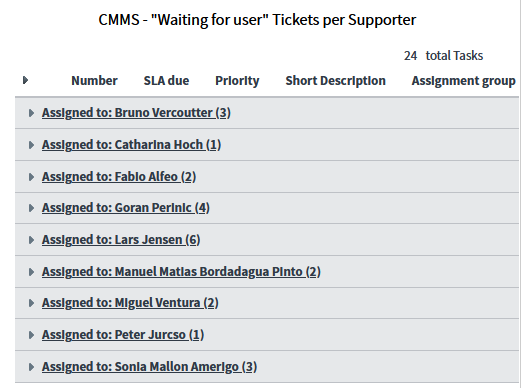 CMMS - "Waiting for user" Tickets per Supporter
24 total Tasks
Number SLA due Priority Short Description Assignment group
Assigned to: Bruno Vercoutter (3)
Assigned to: Catharina Hoch (1)
Assigned to: Fabio Alfeo (2)
Assigned to: Goran Perinic (4)
Assigned to: Lars Jensen (6)
Assigned to: Manuel Matias Bordadagua Pinto (2)
Assigned to: Miguel Ventura (2)
Assigned to: Peter Jurcso (1)
Assigned to: Sonia Mallon Amerigo (3)